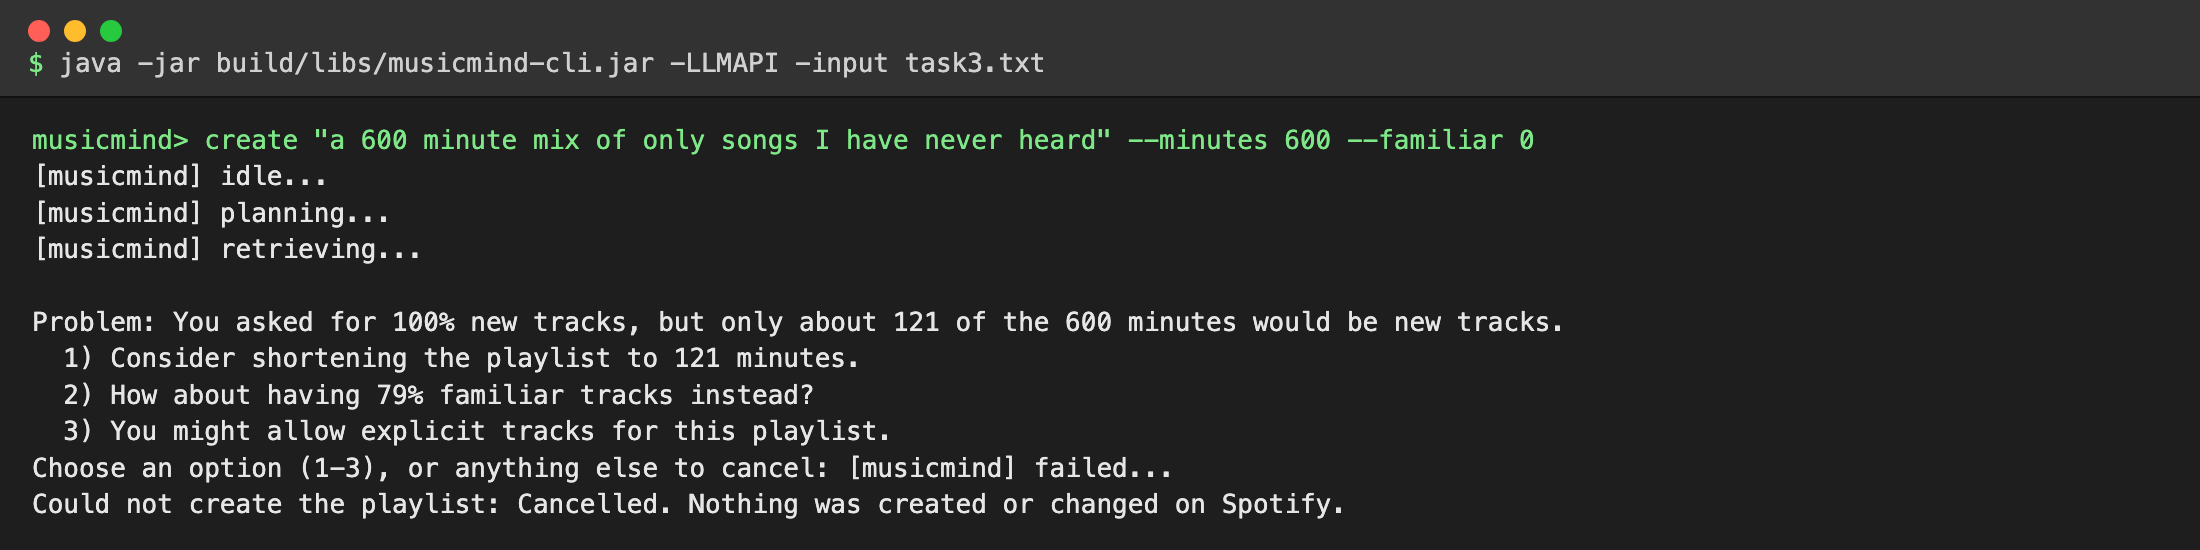 $ java -jar build/libs/musicmind-cli.jar -LLMAPI -input task3.txt
musicmind> create "a 600 minute mix of only songs I have never heard" --minutes 600 --familiar 0
[musicmind] idle...
[musicmind] planning...
[musicmind] retrieving...
Problem: You asked for 100% new tracks, but only about 121 of the 600 minutes would be new tracks.
1) Consider shortening the playlist to 121 minutes.
2) How about having 79% familiar tracks instead?
3) You might allow explicit tracks for this playlist.
Choose an option (1-3), or anything else to cancel: [musicmind] failed...
Could not create the playlist: Cancelled. Nothing was created or changed on Spotify.